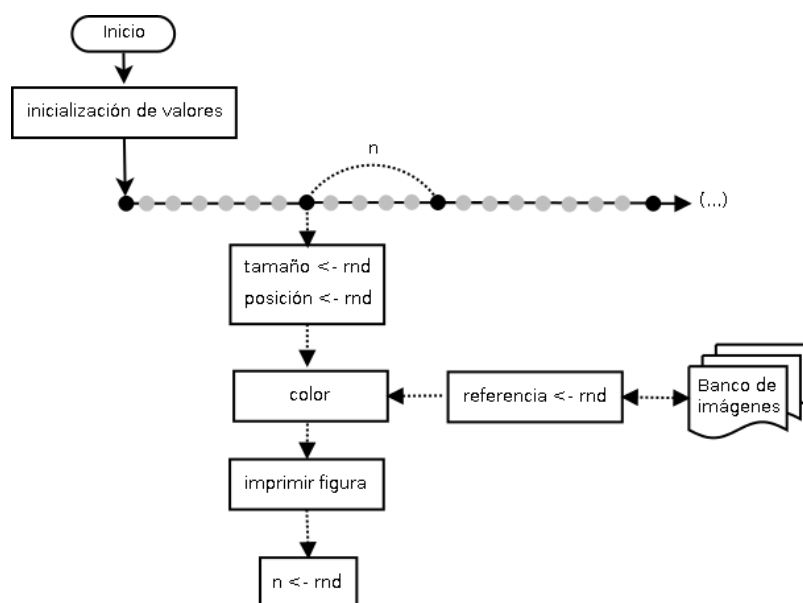 Inicio
inicialización de valores
n
(...)
tamaño <- rnd
posición <- rnd
color
referencia <- rnd
Banco de
imágenes
imprimir figura
n <- rnd